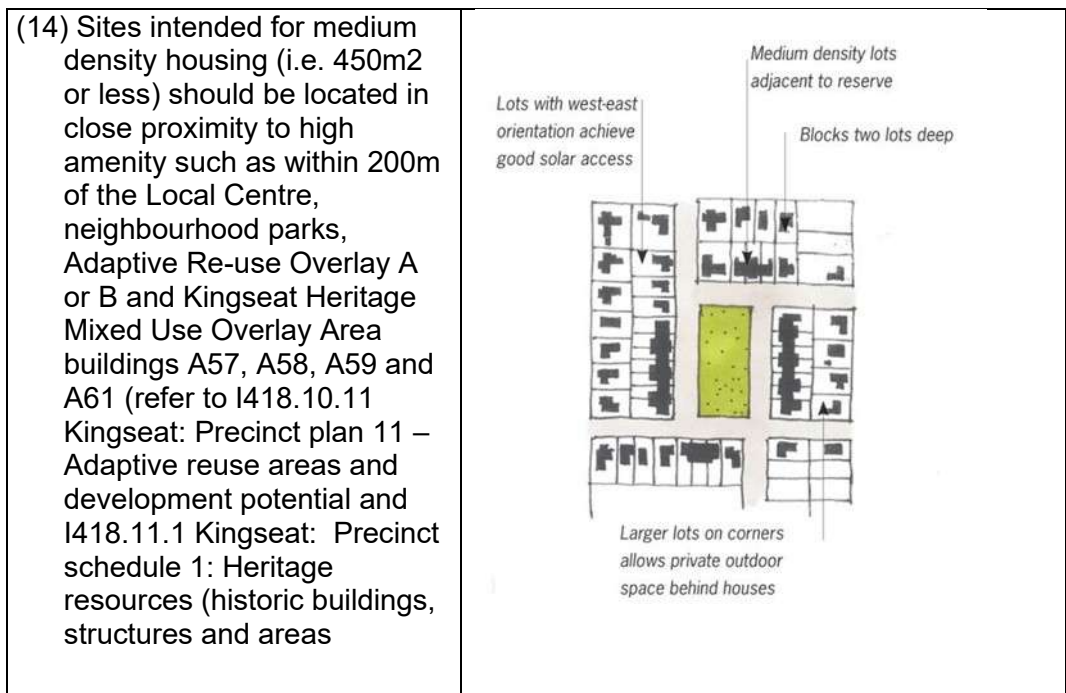 (14) Sites intended for medium
density housing (i.e. 450m2
or less) should be located in
close proximity to high
amenity such as within 200m
of the Local Centre,
neighbourhood parks,
Adaptive Re-use Overlay A
or B and Kingseat Heritage
Mixed Use Overlay Area
buildings A57, A58, A59 and
A61 (refer to I418.10.11
Kingseat: Precinct plan 11 –
Adaptive reuse areas and
development potential and
I418.11.1 Kingseat: Precinct
schedule 1: Heritage
resources (historic buildings,
structures and areas
Medium density lots
adjacent to reserve
Lots with west-east
orientation achieve
good solar access
Blocks two lots deep
Larger lots on corners
allows private outdoor
space behind houses